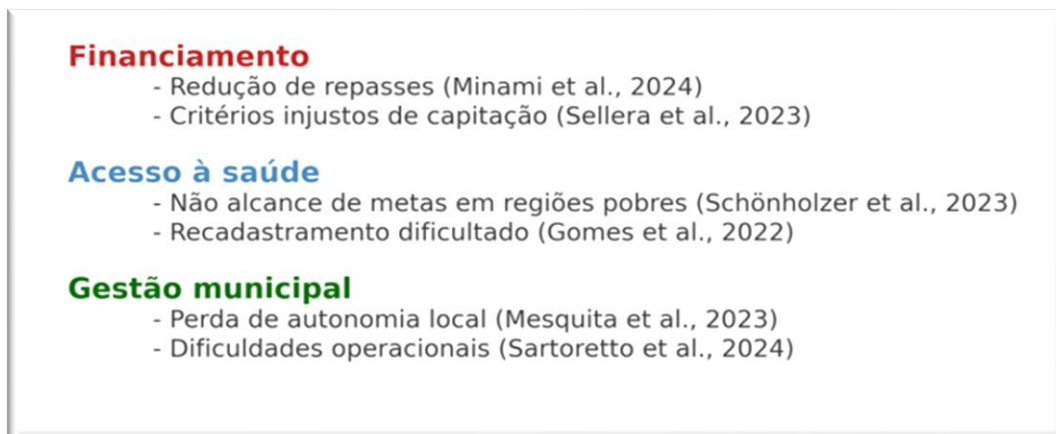 Financiamento
- Redução de repasses (Minami et al., 2024)
- Critérios injustos de capitação (Sellera et al., 2023)
Acesso à saúde
- Não alcance de metas em regiões pobres (Schönholzer et al., 2023)
- Recadastramento dificultado (Gomes et al., 2022)
Gestão municipal
- Perda de autonomia local (Mesquita et al., 2023)
- Dificuldades operacionais (Sartoretto et al., 2024)